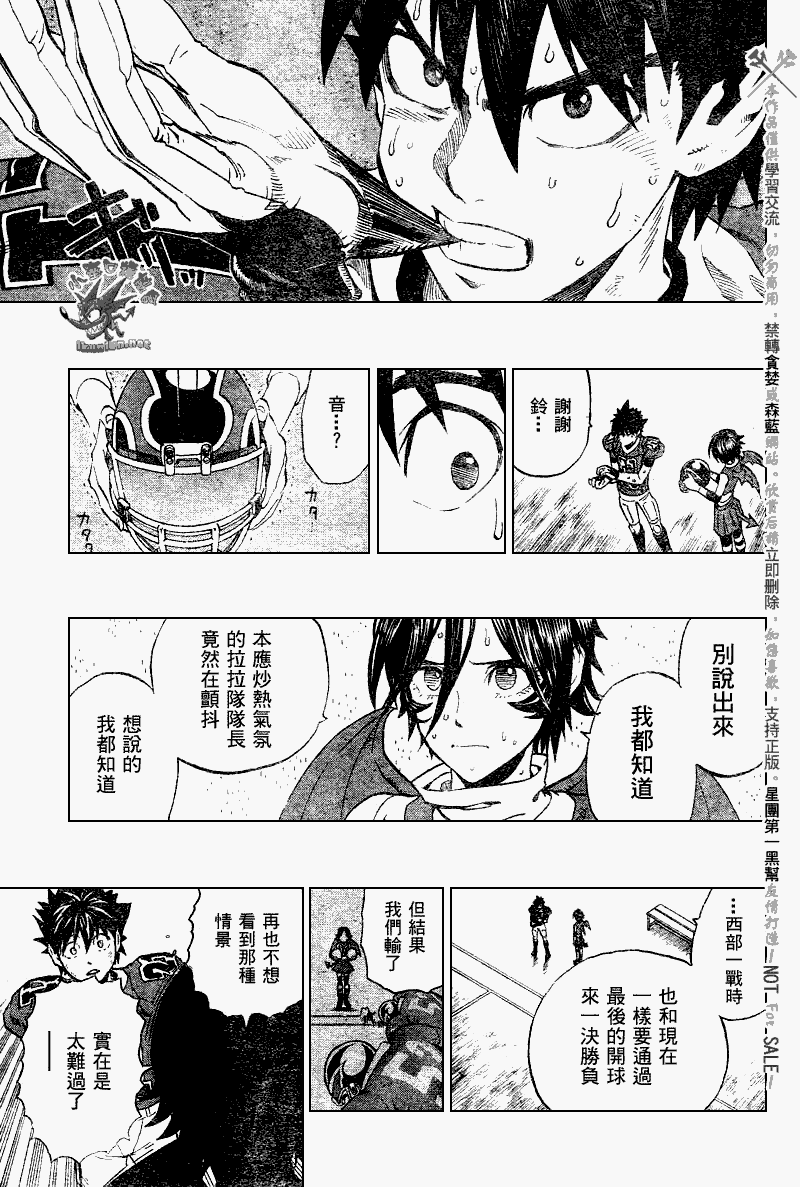 ギッ
謝謝
鈴⋯
音⋯?
カタ
カタ
別說出來
我都知道
本應炒熱氣氛
的拉拉隊隊長
竟然在顫抖
想說的
我都知道
⋯西部一戰時
也和現在
一樣要通過
最後的開球
來一決勝負
但結果
我們輸了
再也不想
看到那種
情景
實在是
太難過了
——
本作品僅供學習交流，切勿商用，禁轉貪婪或森藍網站。欣賞后請立即刪除，如您喜歡，支持正版。星團第一黑幫友情打造//NOT For SALE//